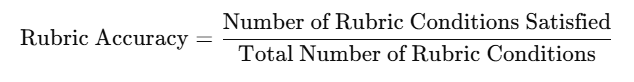 Rubric Accuracy = Number of Rubric Conditions Satisfied
Total Number of Rubric Conditions